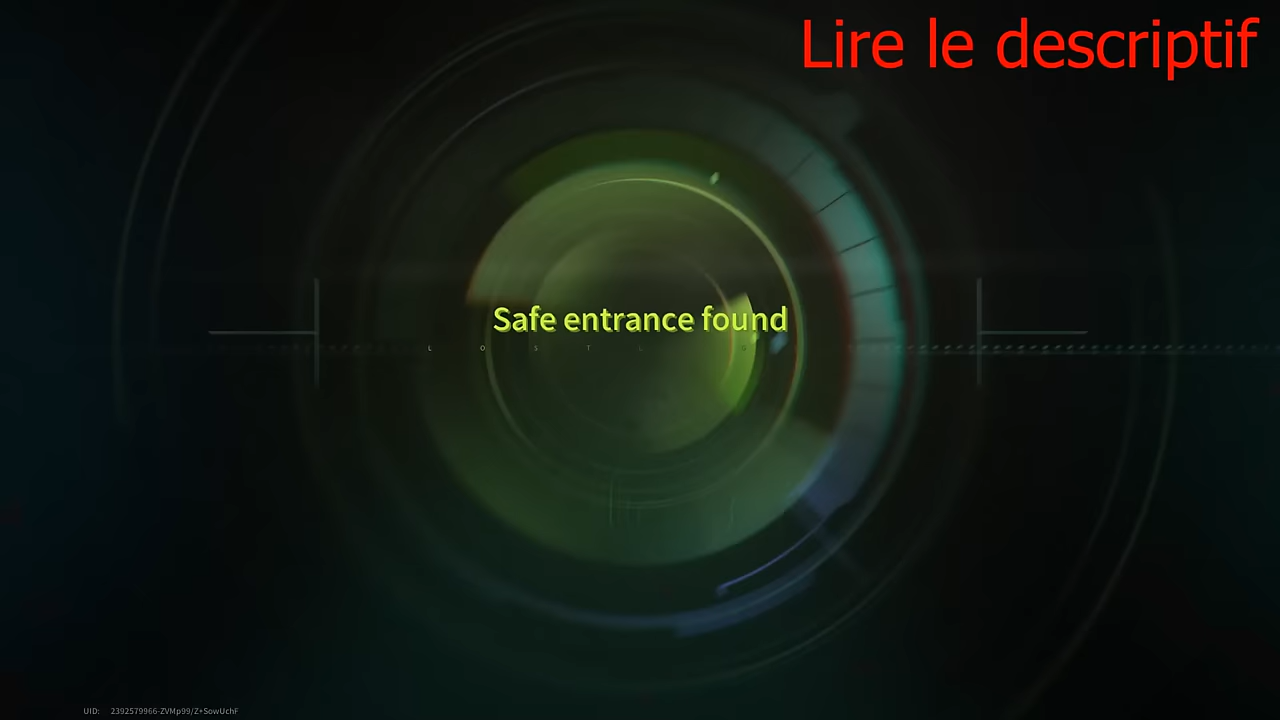 Lire le descriptif
Safe entrance found
L O S T L
UID: 2392579966-ZVMp99/Z+SowUchF